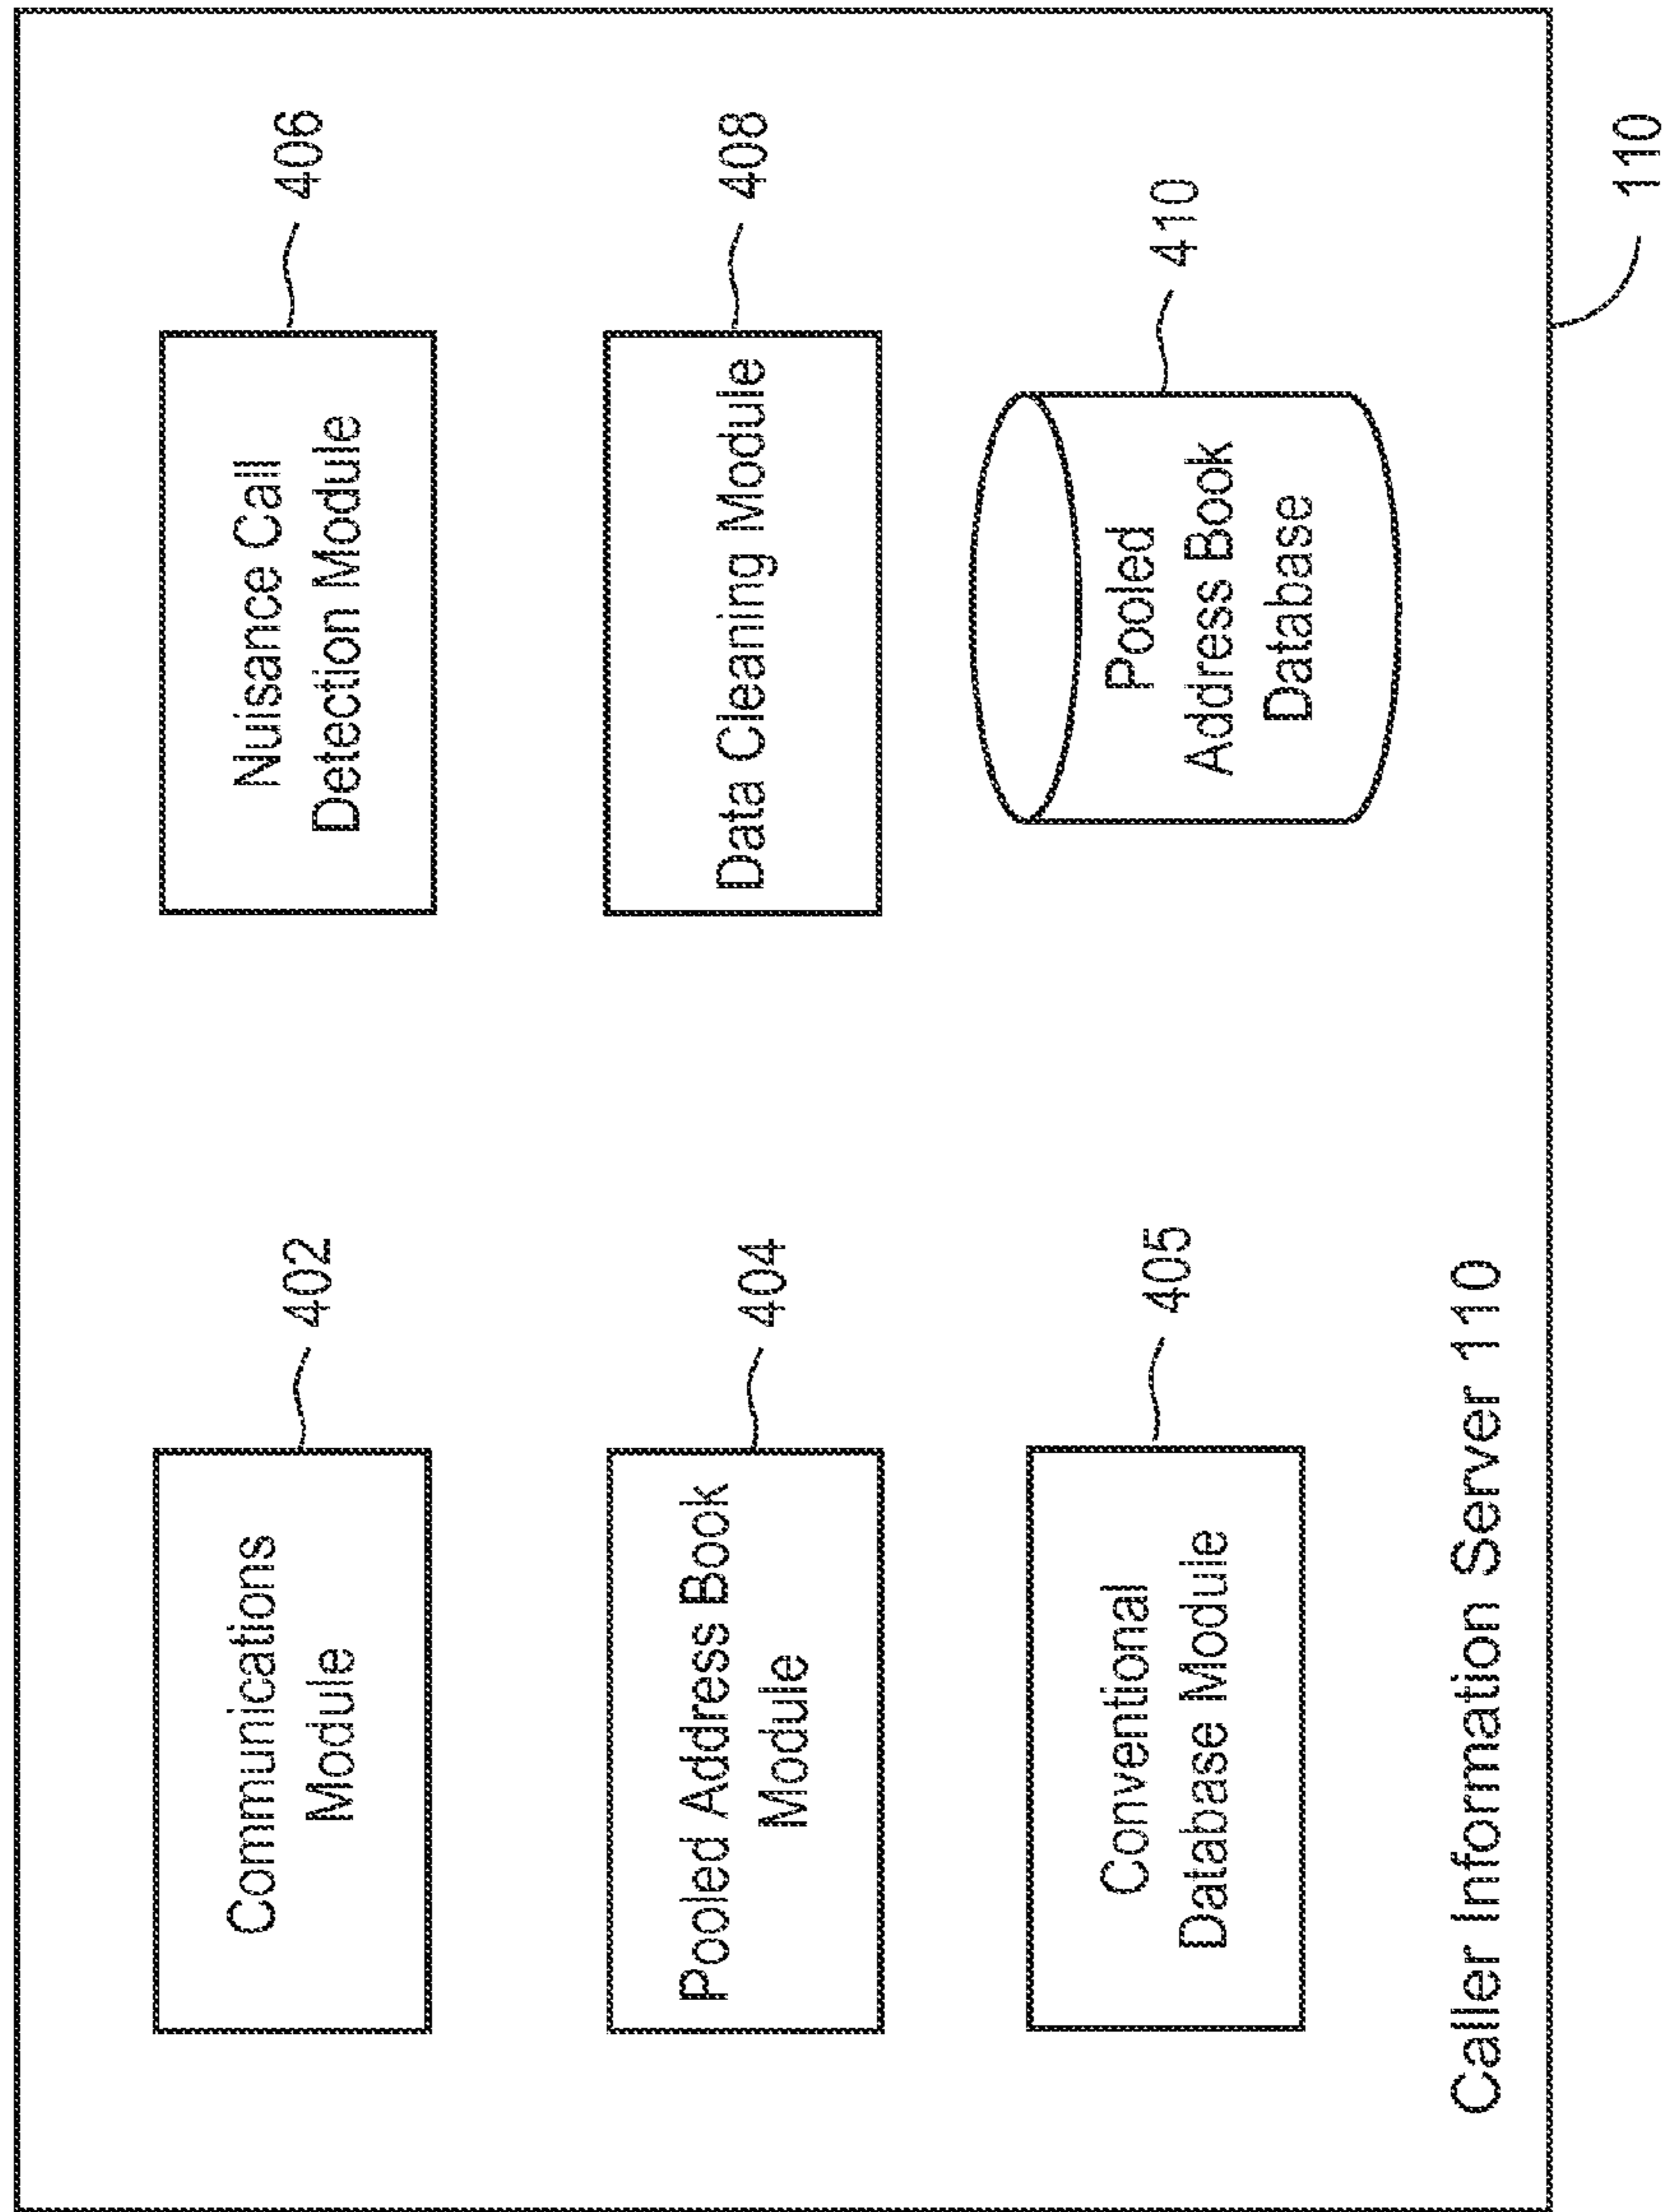 Communications
Module
402
Nuisance Call
Detection Module
406
Pooled Address Book
Module
404
Data Cleaning Module
408
Conventional
Database Module
405
Pooled
Address Book
Database
410
Caller Information Server 110
110